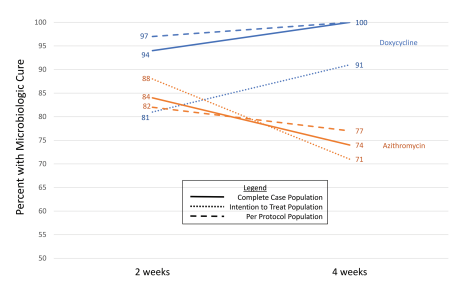 Percent with Microbiologic Cure
100
95
90
85
80
75
70
65
60
55
50
97
94
88
84
82
81
100
91
77
74
71
Doxycycline
Azithromycin
Legend
Complete Case Population
Intention to Treat Population
Per Protocol Population
2 weeks
4 weeks